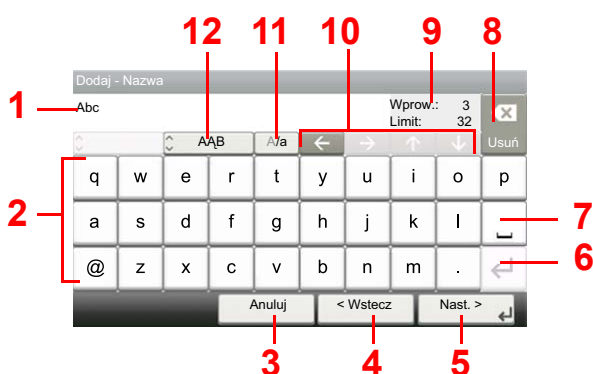 12 11 10 9 8
Dodaj - Nazwa
1 Abc Wprow.: 3
Limit: 32
AĄB A/a ← → ↑ ↓ Usuń
q w e r t y u i o p
2 a s d f g h j k l 7
@ z x c v b n m . 6
Anuluj < Wstecz Nast. >
3 4 5